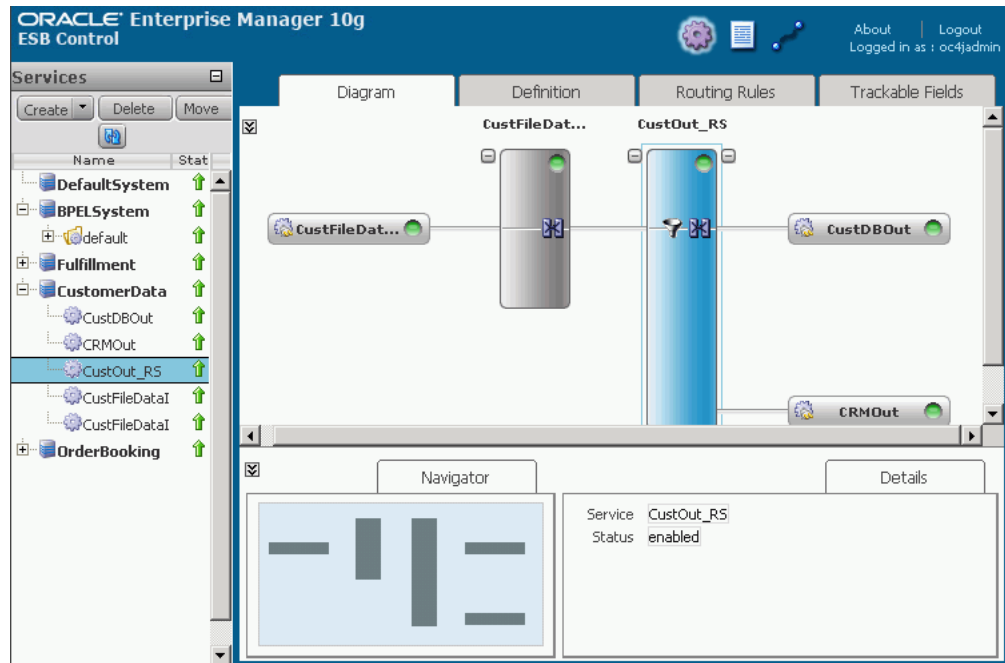 ORACLE Enterprise Manager 10g
ESB Control
About | Logout
Logged in as : oc4jadmin
Services
Create Delete Move
Name Stat
DefaultSystem
BPELSystem
default
Fulfillment
CustomerData
CustDBOut
CRMOut
CustOut_RS
CustFileDataI
CustFileDataI
OrderBooking
Diagram Definition Routing Rules Trackable Fields
CustFileDat... CustOut_RS
CustFileDat... CustDBOut
CRMOut
Navigator Details
Service CustOut_RS
Status enabled